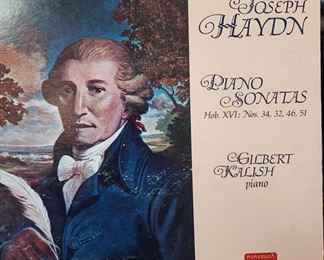 JOSEPH
HAYDN
PIANO
SONATAS
Hob. XVI: Nos. 34, 32, 46, 51
GILBERT
KALISH
piano
nonesuch